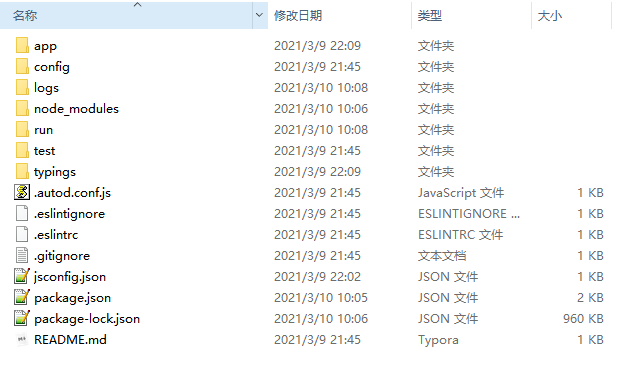 名称 修改日期 类型 大小
app 2021/3/9 22:09 文件夹
config 2021/3/9 21:45 文件夹
logs 2021/3/10 10:08 文件夹
node_modules 2021/3/10 10:06 文件夹
run 2021/3/10 10:08 文件夹
test 2021/3/9 21:45 文件夹
typings 2021/3/9 22:09 文件夹
.autod.conf.js 2021/3/9 21:45 JavaScript 文件 1 KB
.eslintignore 2021/3/9 21:45 ESLINTIGNORE ... 1 KB
.eslintrc 2021/3/9 21:45 ESLINTRC 文件 1 KB
.gitignore 2021/3/9 21:45 文本文档 1 KB
jsconfig.json 2021/3/9 22:02 JSON 文件 1 KB
package.json 2021/3/10 10:05 JSON 文件 2 KB
package-lock.json 2021/3/10 10:06 JSON 文件 960 KB
README.md 2021/3/9 21:45 Typora 1 KB